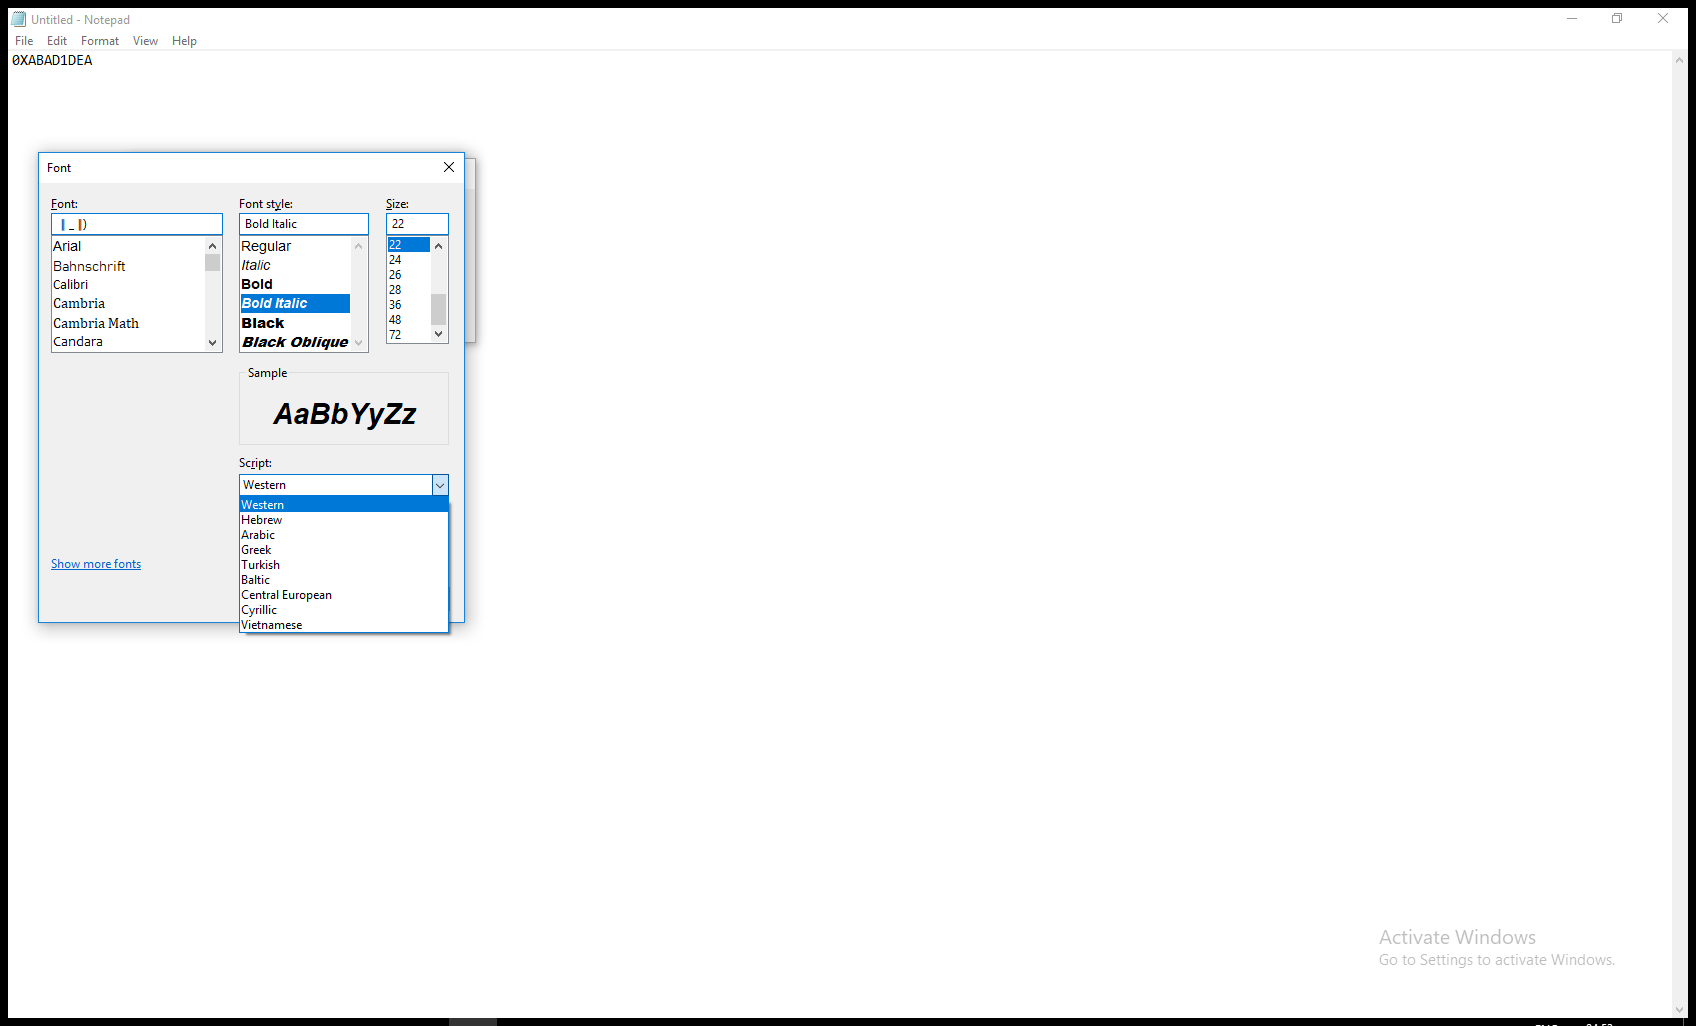 Untitled - Notepad
File Edit Format View Help
0XABAD1DEA
Font
Font:
Arial
Bahnschrift
Calibri
Cambria
Cambria Math
Candara
Show more fonts
Font style:
Bold Italic
Regular
Italic
Bold
Bold Italic
Black
Black Oblique
Size:
22
22
24
26
28
36
48
72
Sample
AaBbYyZz
Script:
Western
Western
Hebrew
Arabic
Greek
Turkish
Baltic
Central European
Cyrillic
Vietnamese
Activate Windows
Go to Settings to activate Windows.